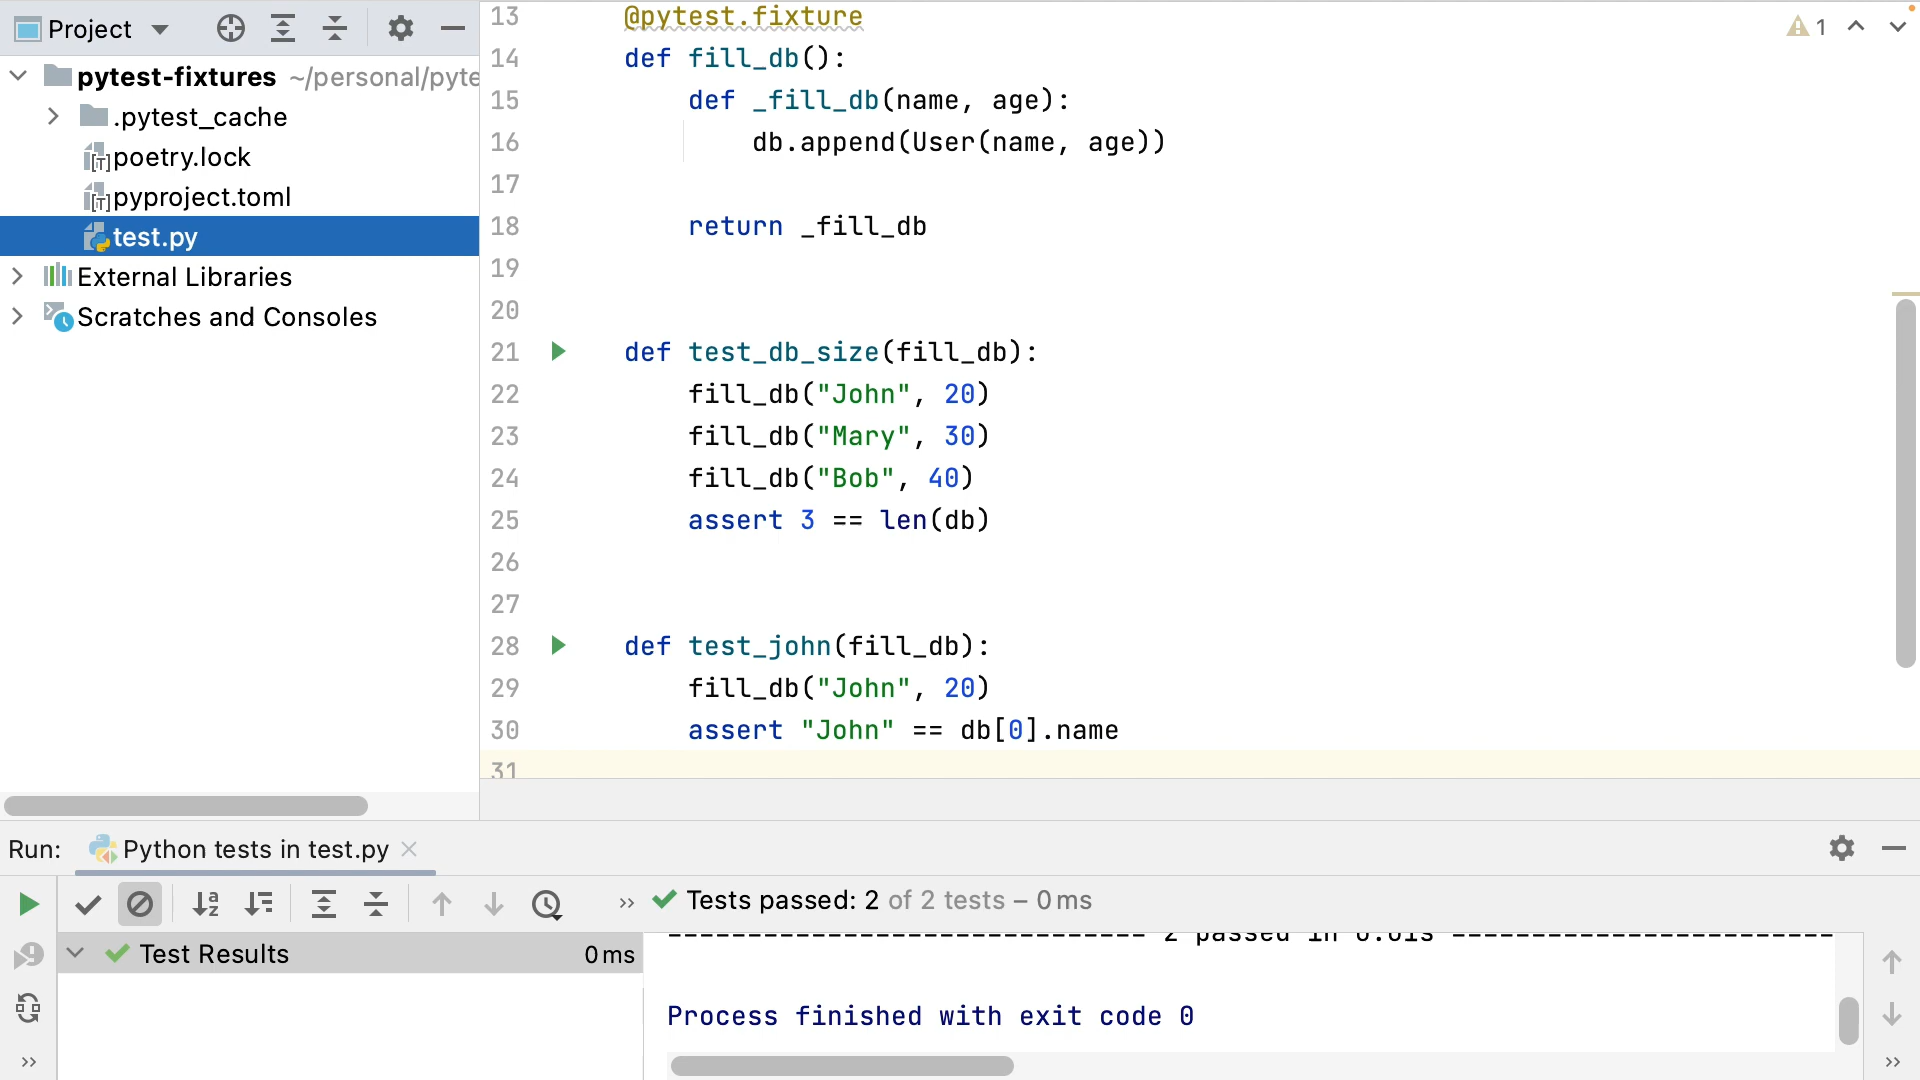 Project
pytest-fixtures ~/personal/pyte
.pytest_cache
poetry.lock
pyproject.toml
test.py
External Libraries
Scratches and Consoles
1
13 @pytest.fixture
14 def fill_db():
15 def _fill_db(name, age):
16 db.append(User(name, age))
17
18 return _fill_db
19
20
21 def test_db_size(fill_db):
22 fill_db("John", 20)
23 fill_db("Mary", 30)
24 fill_db("Bob", 40)
25 assert 3 == len(db)
26
27
28 def test_john(fill_db):
29 fill_db("John", 20)
30 assert "John" == db[0].name
31
Run: Python tests in test.py
Tests passed: 2 of 2 tests – 0 ms
Test Results 0 ms
2 passed in 0.01s
Process finished with exit code 0